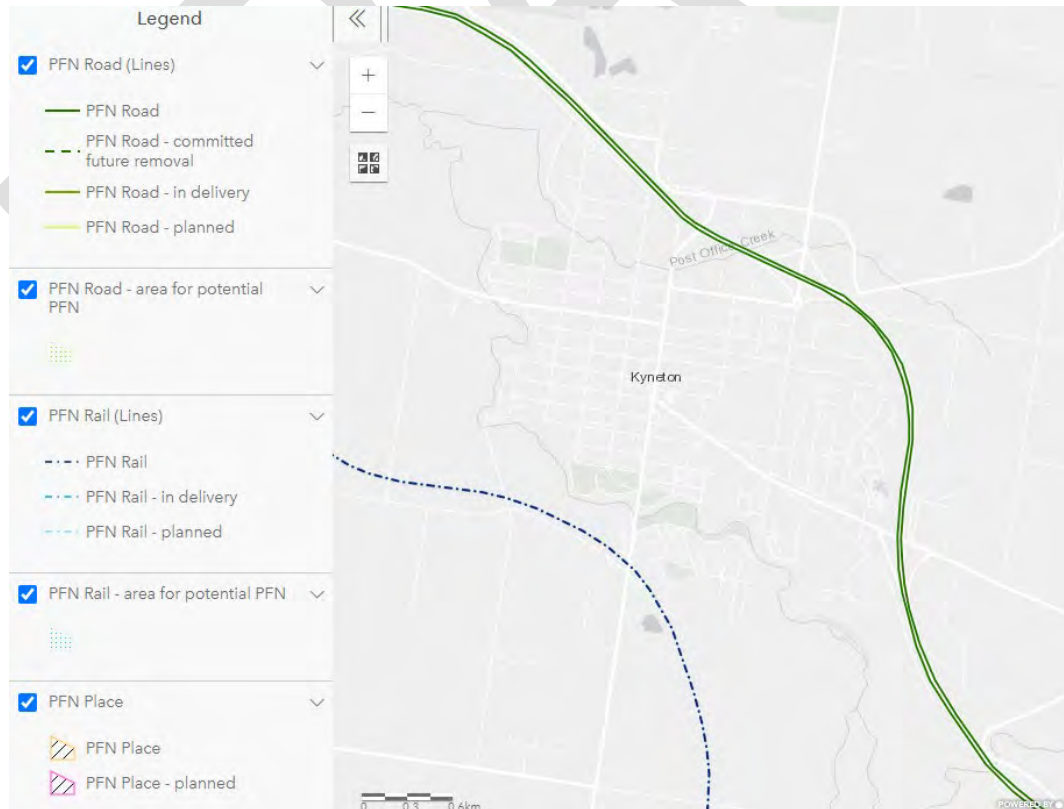 Legend
PFN Road (Lines)
PFN Road
PFN Road - committed
future removal
PFN Road - in delivery
PFN Road - planned
PFN Road - area for potential
PFN
PFN Rail (Lines)
PFN Rail
PFN Rail - in delivery
PFN Rail - planned
PFN Rail - area for potential PFN
PFN Place
PFN Place
PFN Place - planned
+
−
Post Office Creek
Kyneton
0 0.3 0.6km
POWERED BY